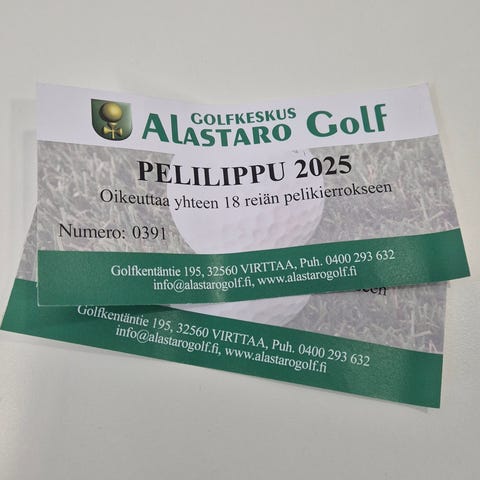 GOLFKESKUS
ALASTARO GOLF
PELILIPPU 2025
Oikeuttaa yhteen 18 reiän pelikierrokseen
Numero: 0391
Golfkentäntie 195, 32560 VIRTTAA, Puh. 0400 293 632
info@alastarogolf.fi, www.alastarogolf.fi
Golfkentäntie 195, 32560 VIRTTAA, Puh. 0400 293 632
info@alastarogolf.fi, www.alastarogolf.fi